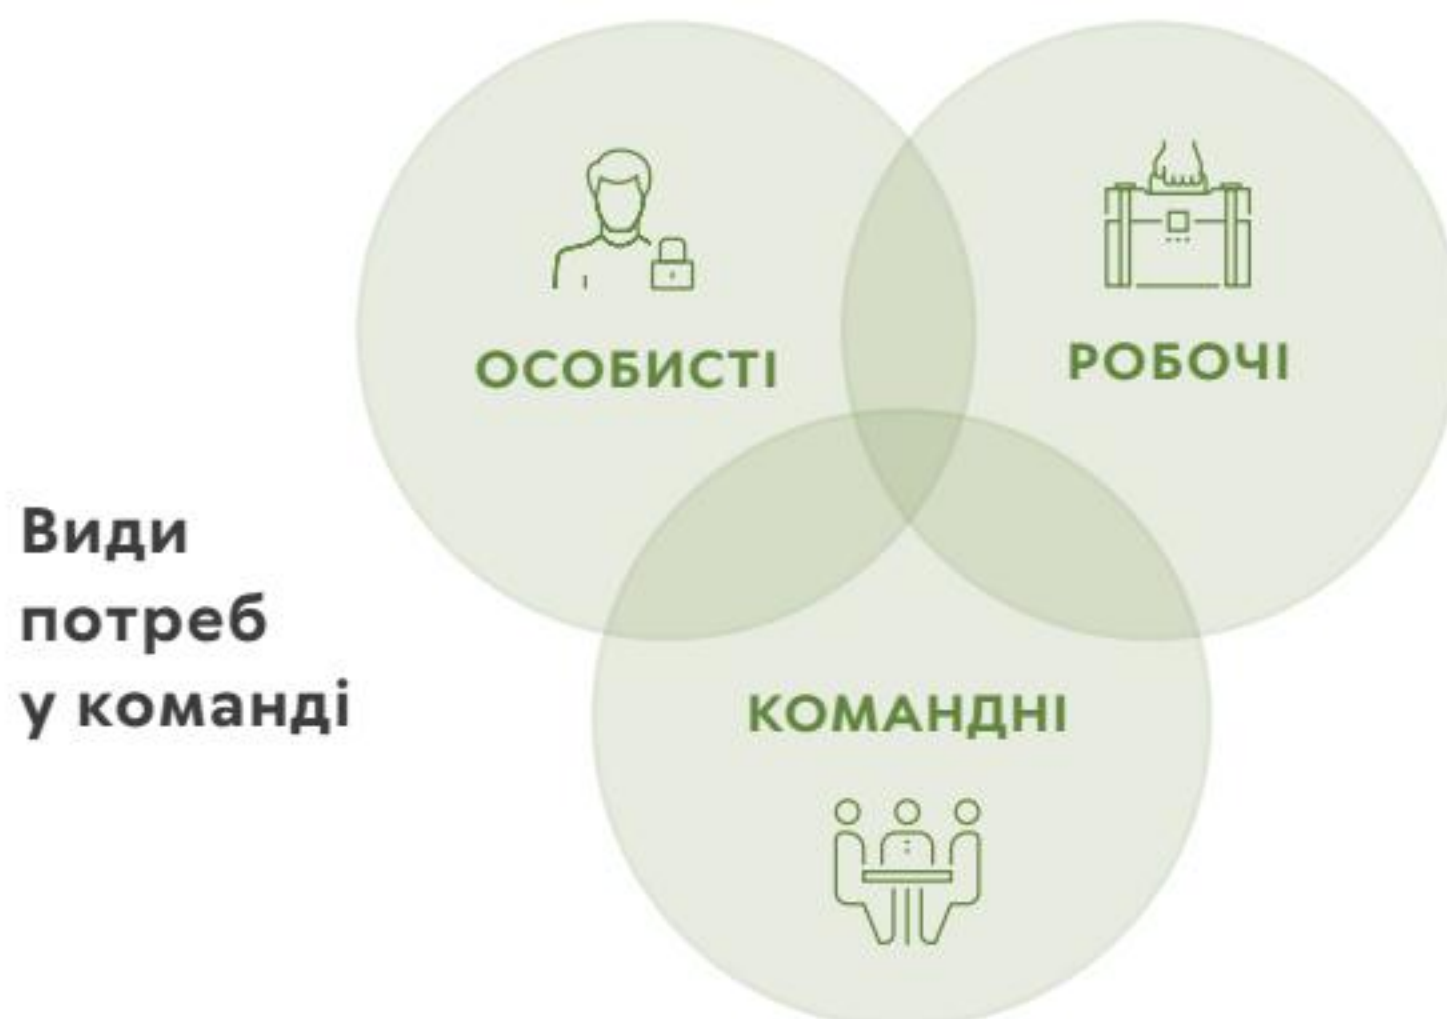 ОСОБИСТІ
РОБОЧІ
Види
потреб
у команді
КОМАНДНІ